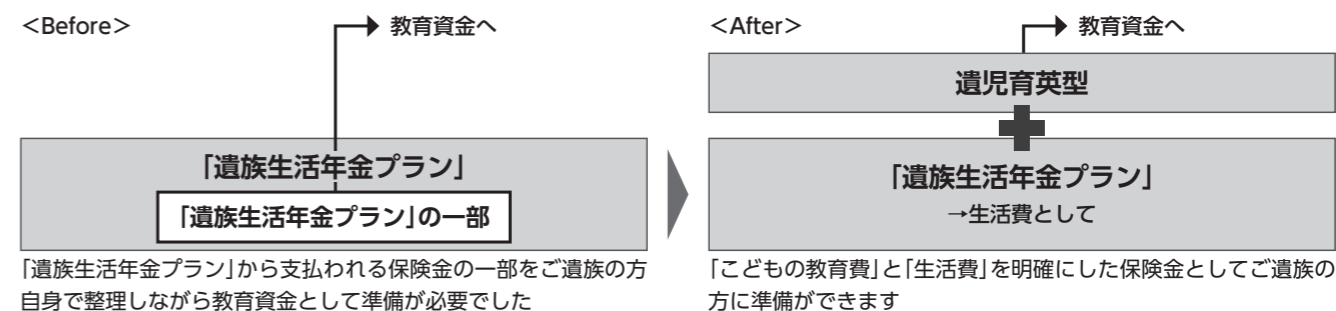 ＜Before＞
教育資金へ
「遺族生活年金プラン」
「遺族生活年金プラン」の一部
「遺族生活年金プラン」から支払われる保険金の一部をご遺族の方
自身で整理しながら教育資金として準備が必要でした
＜After＞
教育資金へ
遺児育英型
「遺族生活年金プラン」
→生活費として
「こどもの教育費」と「生活費」を明確にした保険金としてご遺族の
方に準備ができます